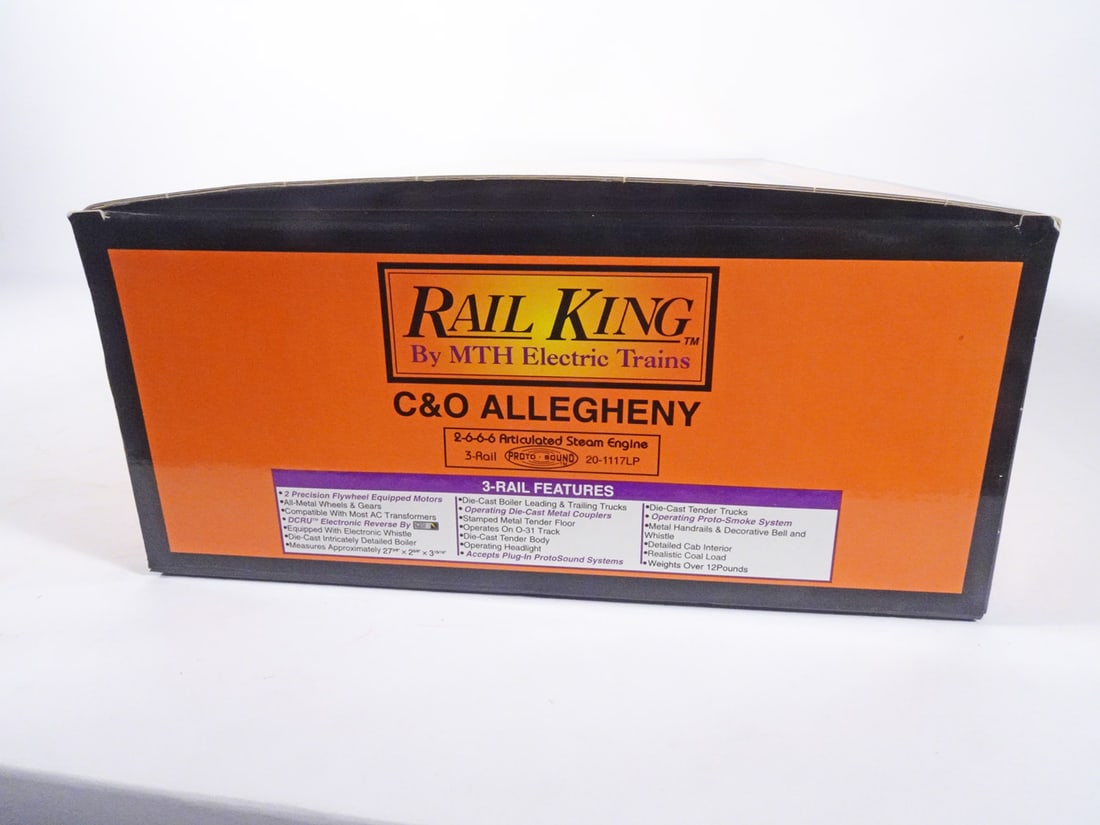 RAIL KING TM
By MTH Electric Trains
C&O ALLEGHENY
2-6-6-6 Articulated Steam Engine
3-Rail PROTO-SOUND 20-1117LP
3-RAIL FEATURES
•2 Precision Flywheel Equipped Motors
•All-Metal Wheels & Gears
•Compatible With Most AC Transformers
•DCRU™ Electronic Reverse By
•Equipped With Electronic Whistle
•Die-Cast Intricately Detailed Boiler
•Measures Approximately
•Die-Cast Boiler Leading & Trailing Trucks
•Operating Die-Cast Metal Couplers
•Stamped Metal Tender Floor
•Operates On O-31 Track
•Die-Cast Tender Body
•Operating Headlight
•Accepts Plug-In ProtoSound Systems
•Die-Cast Tender Trucks
•Operating Proto-Smoke System
•Metal Handrails & Decorative Bell and
Whistle
•Detailed Cab Interior
•Realistic Coal Load
•Weights Over 12Pounds